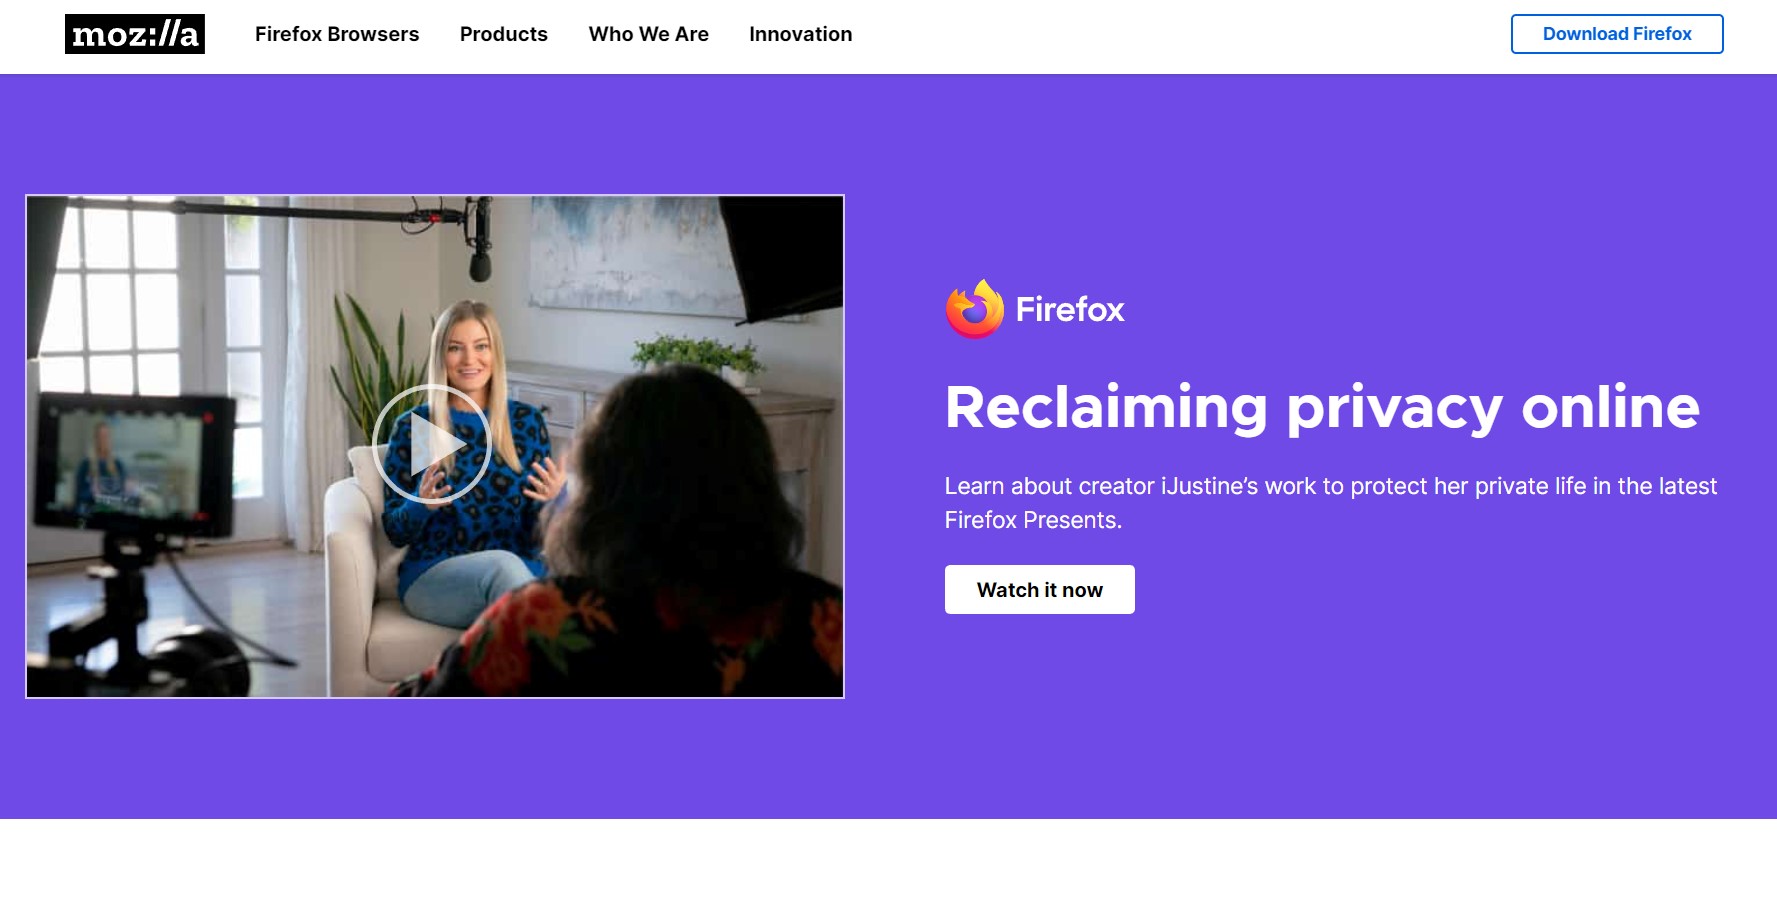 moz://a
Firefox Browsers
Products
Who We Are
Innovation
Download Firefox
Firefox
Reclaiming privacy online
Learn about creator iJustine’s work to protect her private life in the latest
Firefox Presents.
Watch it now